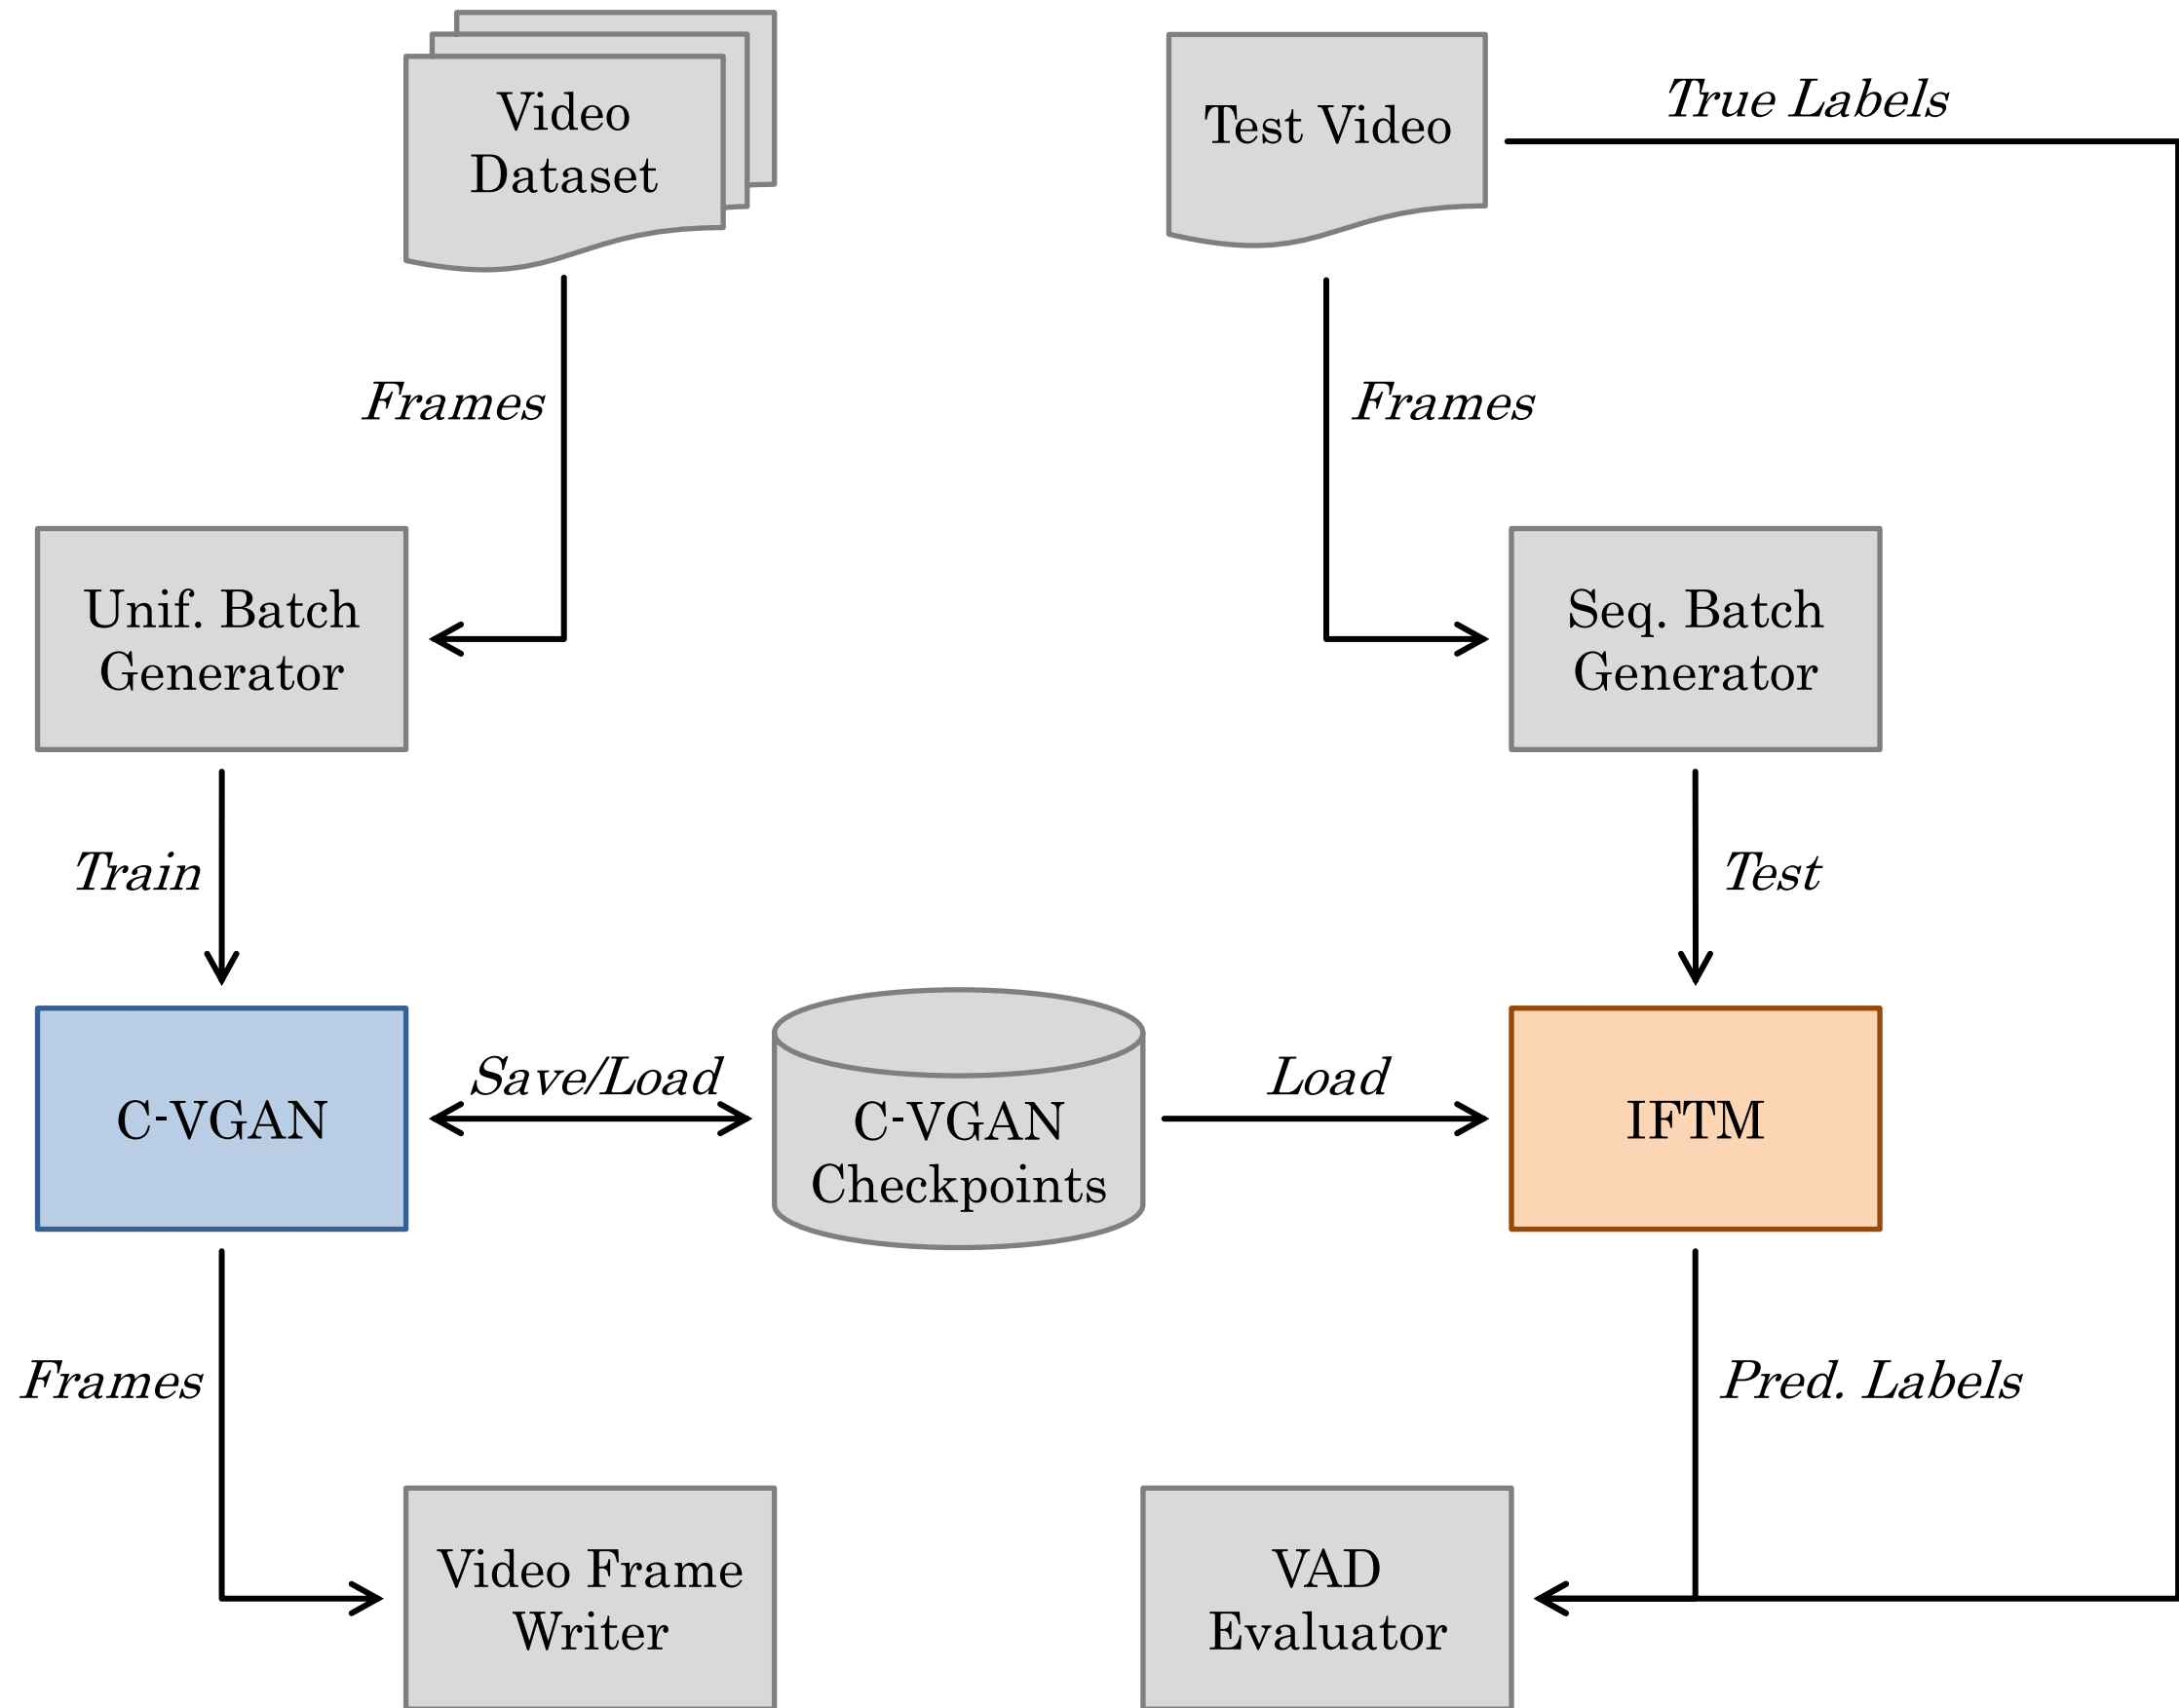 Video
Dataset
Test Video
True Labels
Frames
Frames
Unif. Batch
Generator
Seq. Batch
Generator
Train
Test
C-VGAN
Save/Load
C-VGAN
Checkpoints
Load
IFTM
Frames
Pred. Labels
Video Frame
Writer
VAD
Evaluator